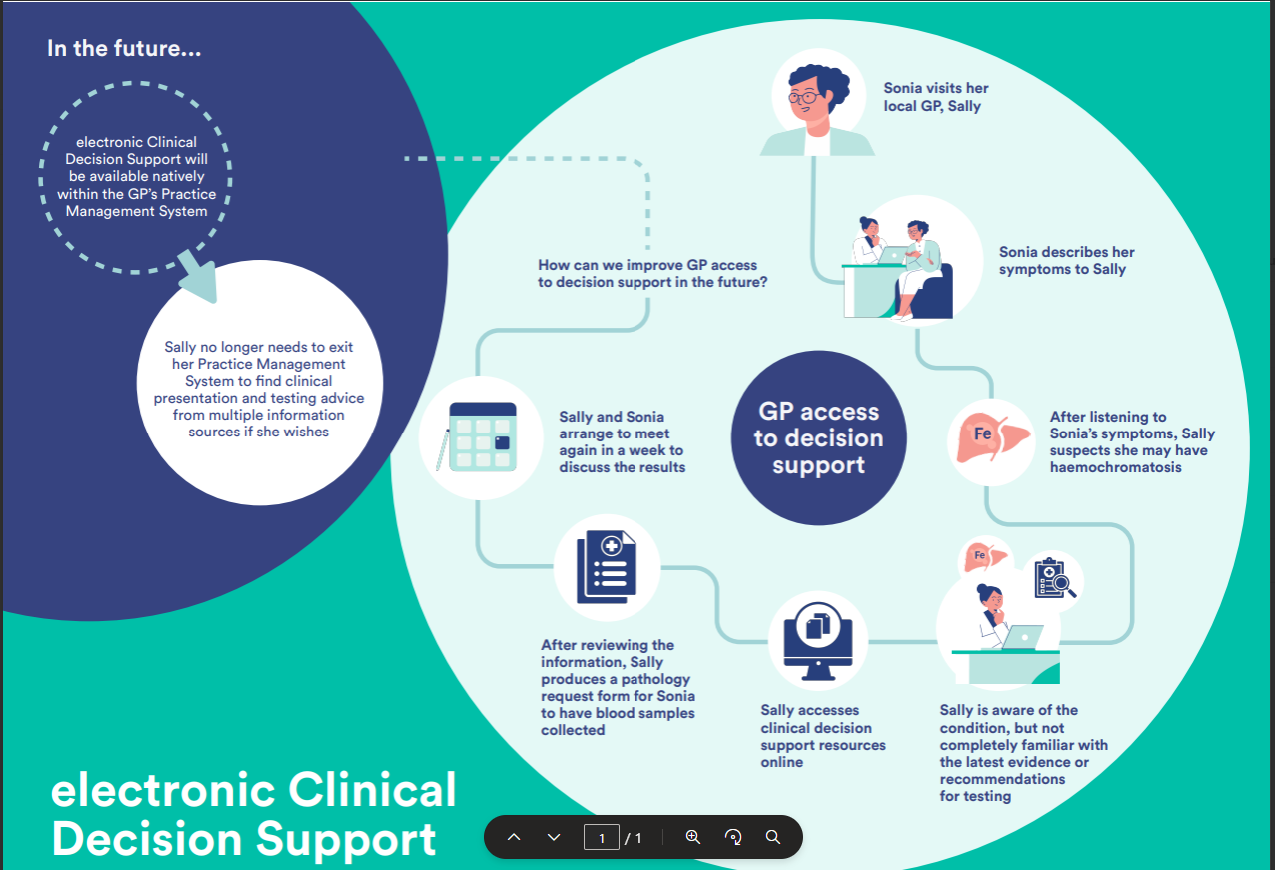 In the future...
electronic Clinical
Decision Support will
be available natively
within the GP's Practice
Management System
Sally no longer needs to exit
her Practice Management
System to find clinical
presentation and testing advice
from multiple information
sources if she wishes
Sonia visits her
local GP, Sally
Sonia describes her
symptoms to Sally
After listening to
Sonia's symptoms, Sally
suspects she may have
haemochromatosis
Fe
Fe
Sally is aware of the
condition, but not
completely familiar with
the latest evidence or
recommendations
for testing
Sally accesses
clinical decision
support resources
online
After reviewing the
information, Sally
produces a pathology
request form for Sonia
to have blood samples
collected
Sally and Sonia
arrange to meet
again in a week to
discuss the results
How can we improve GP access
to decision support in the future?
GP access
to decision
support
electronic Clinical
Decision Support
1 / 1